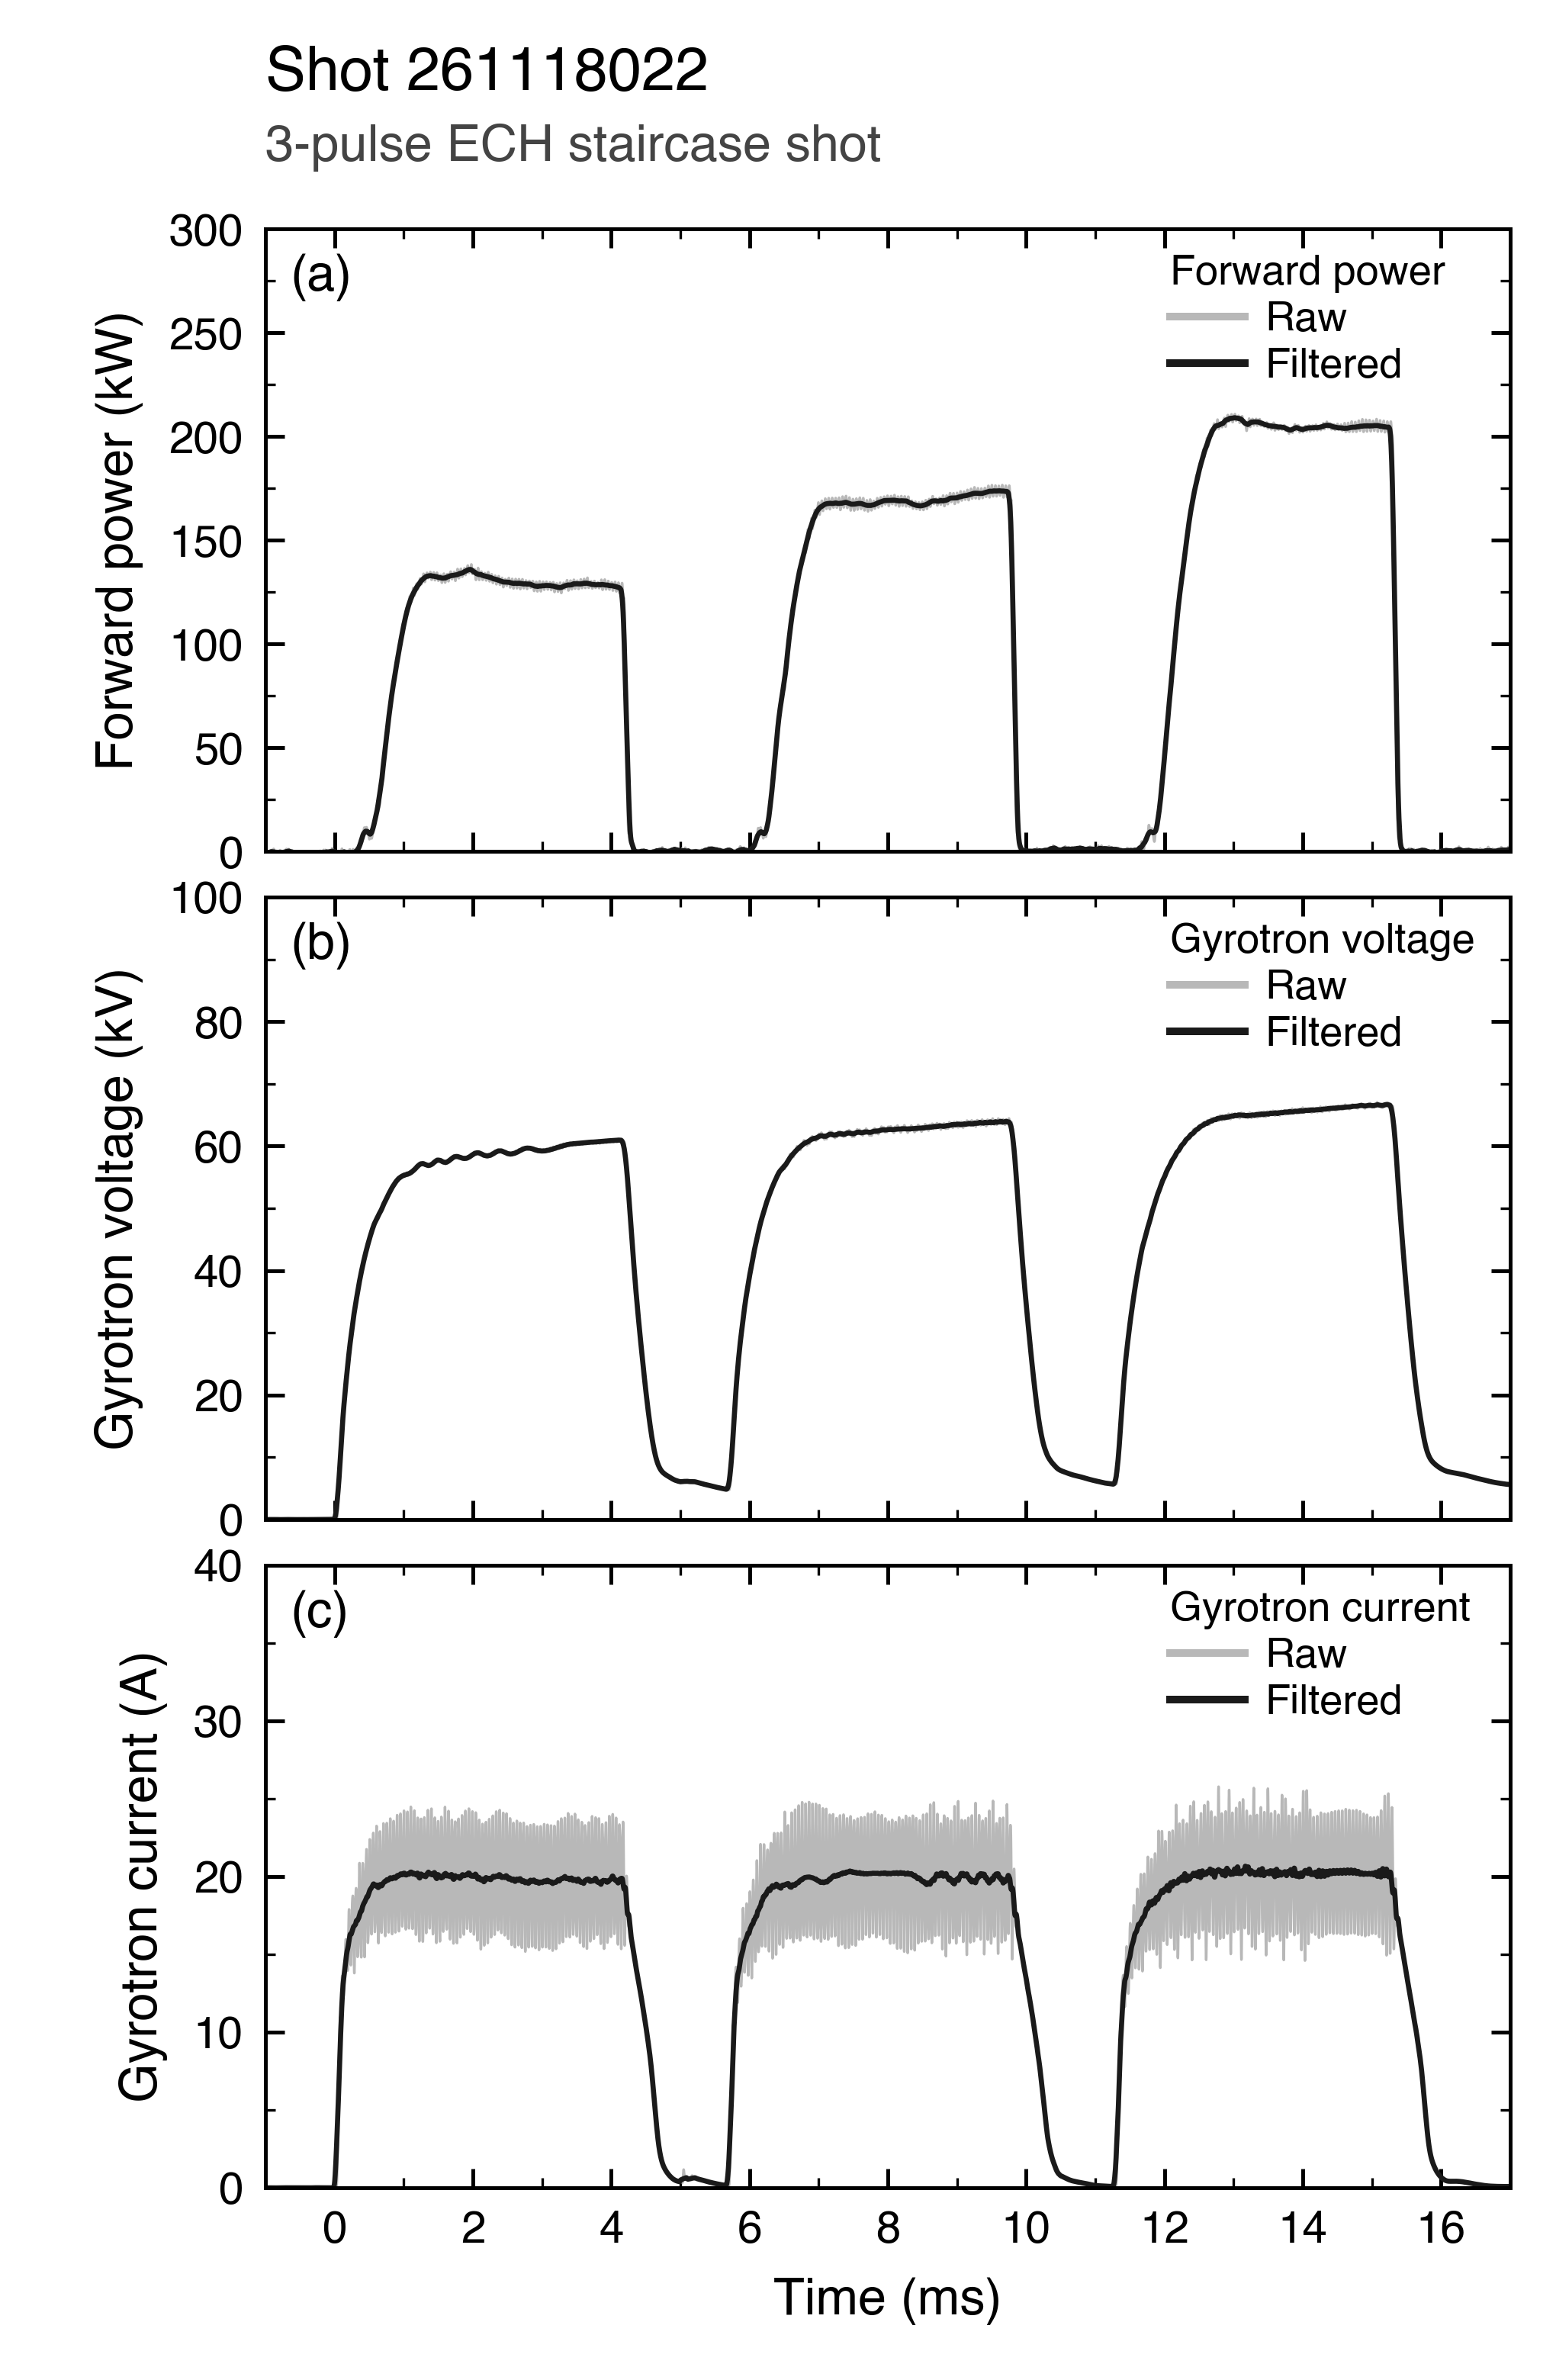 Shot 261118022
3-pulse ECH staircase shot
300
250
200
150
100
50
0
Forward power (kW)
(a)
Forward power
Raw
Filtered
100
80
60
40
20
0
Gyrotron voltage (kV)
(b)
Gyrotron voltage
Raw
Filtered
40
30
20
10
0
Gyrotron current (A)
(c)
Gyrotron current
Raw
Filtered
0 2 4 6 8 10 12 14 16
Time (ms)